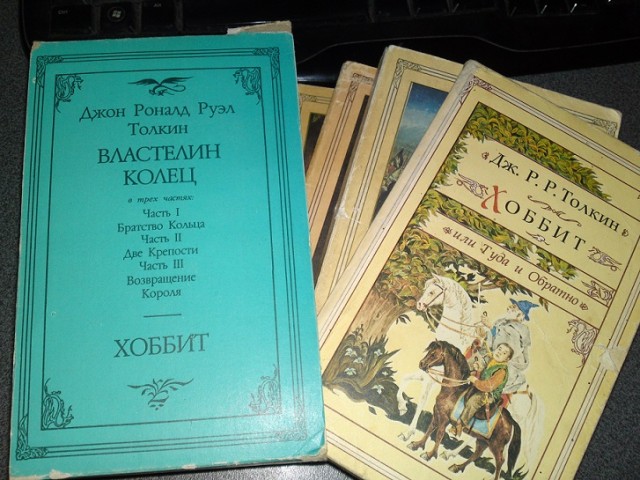 Джон Роналд Руэл
Толкин
ВЛАСТЕЛИН
КОЛЕЦ
в трех частях:
Часть I
Братство Кольца
Часть II
Две Крепости
Часть III
Возвращение
Короля
ХОББИТ
Дж. Р. Р. Толкин
Хоббит
или Туда и Обратно